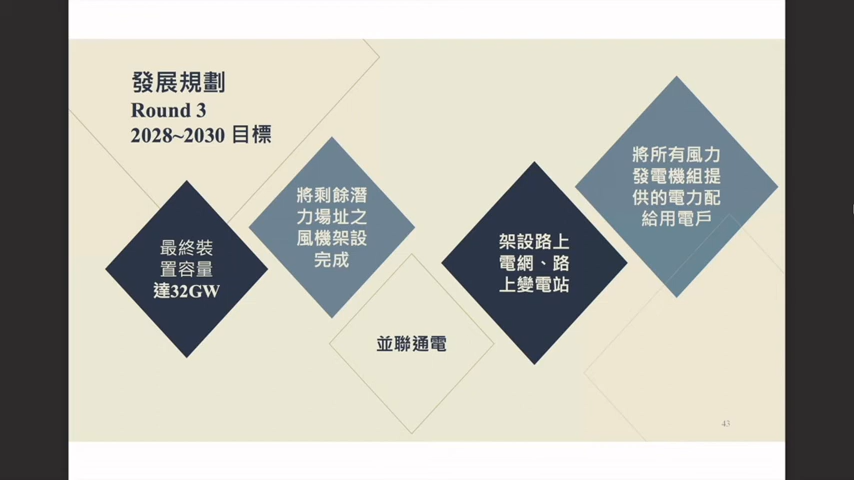 發展規劃
Round 3
2028~2030 目標
最終裝
置容量
達32GW
將剩餘潛
力場址之
風機架設
完成
並聯通電
架設路上
電網、路
上變電站
將所有風力
發電機組提
供的電力配
給用電戶
43